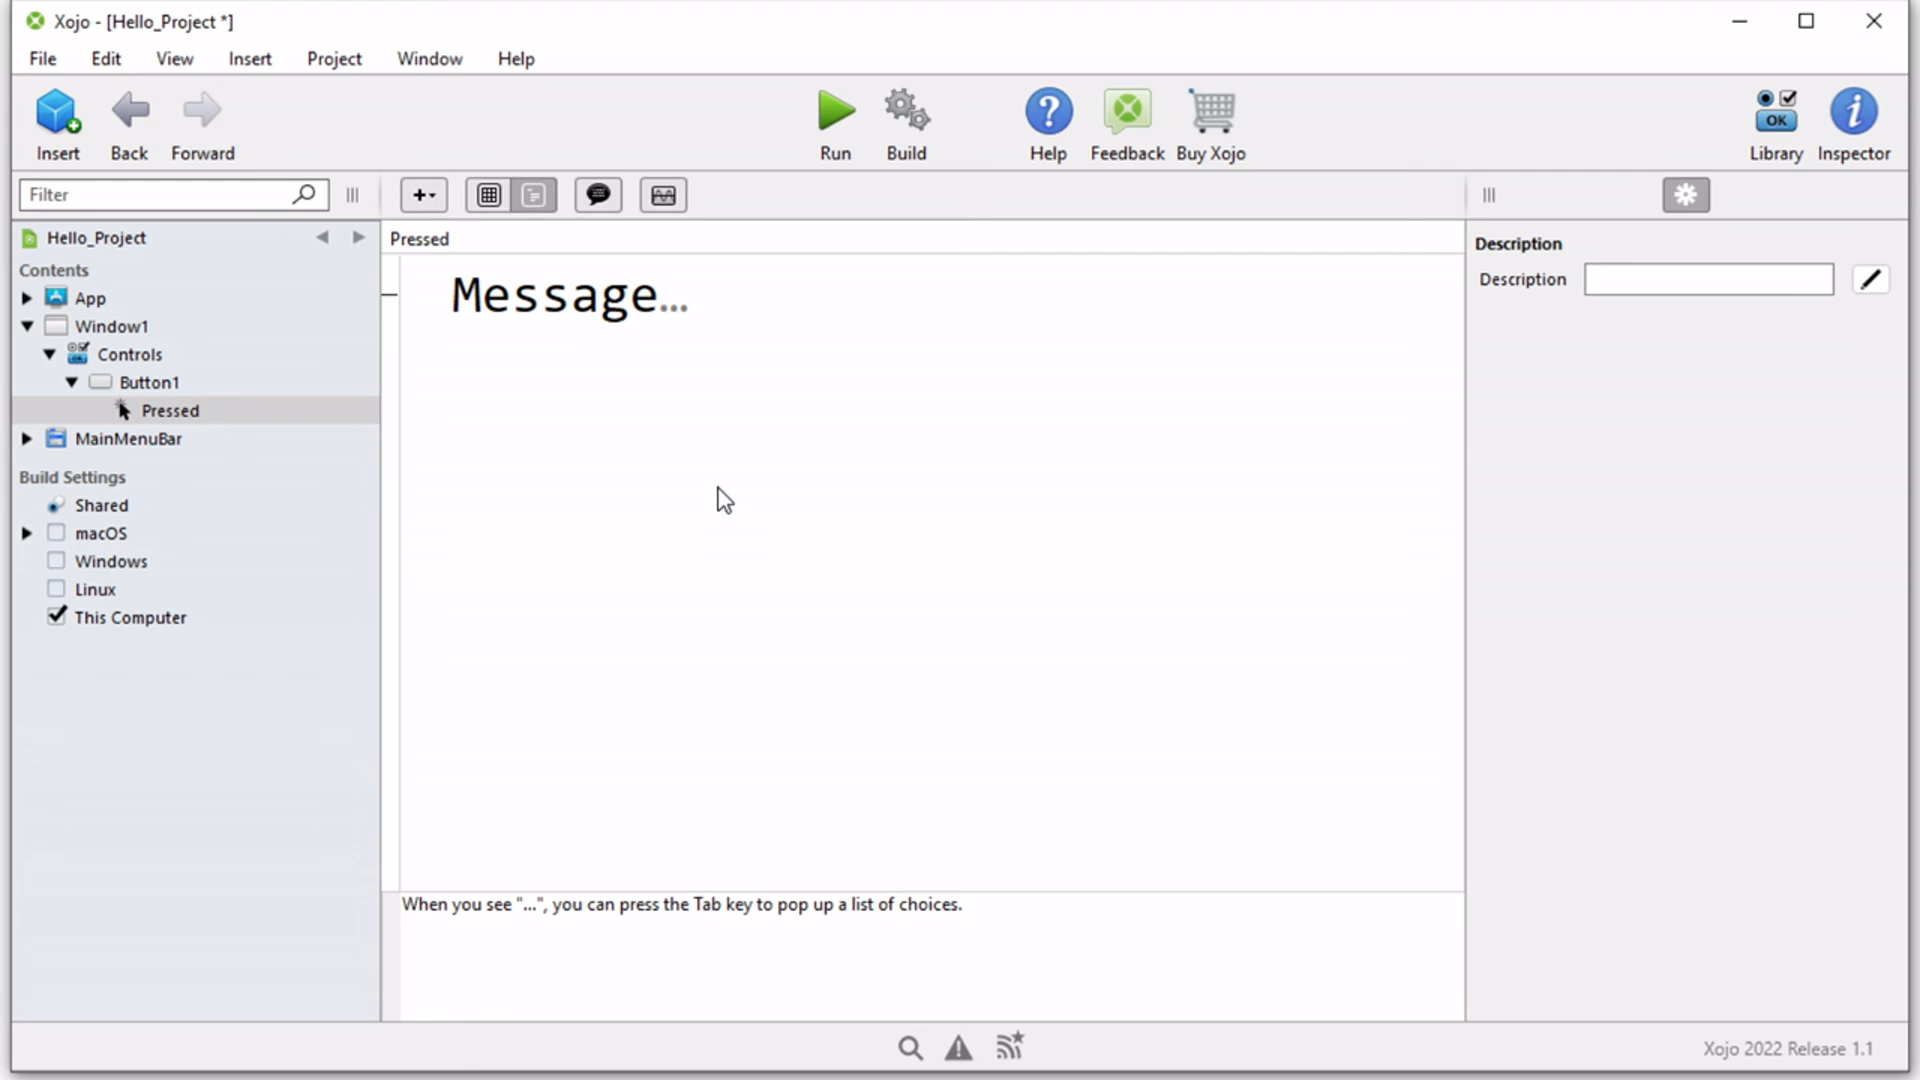 Xojo - [Hello_Project *]
File Edit View Insert Project Window Help
Insert Back Forward Run Build Help Feedback Buy Xojo OK Library Inspector
Filter
Hello_Project
Contents
App
Window1
Controls
Button1
Pressed
MainMenuBar
Build Settings
Shared
macOS
Windows
Linux
This Computer
Pressed
Message...
When you see "...", you can press the Tab key to pop up a list of choices.
Description
Description
Xojo 2022 Release 1.1